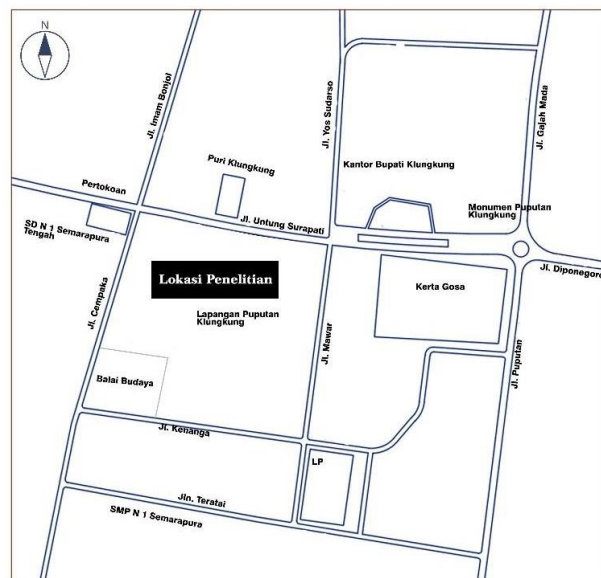 N
Jl. Imam Bonjol
Jl. Yos Sudarso
Jl. Gajah Mada
Puri Klungkung
Kantor Bupati Klungkung
Pertokoan
Monumen Puputan
Klungkung
SD N 1 Semarapura
Tengah
Jl. Untung Surapati
Jl. Diponegoro
Lokasi Penelitian
Kerta Gosa
Jl. Cempaka
Lapangan Puputan
Klungkung
Jl. Mawar
Jl. Puputan
Balai Budaya
Jl. Kenanga
LP
Jln. Teratai
SMP N 1 Semarapura